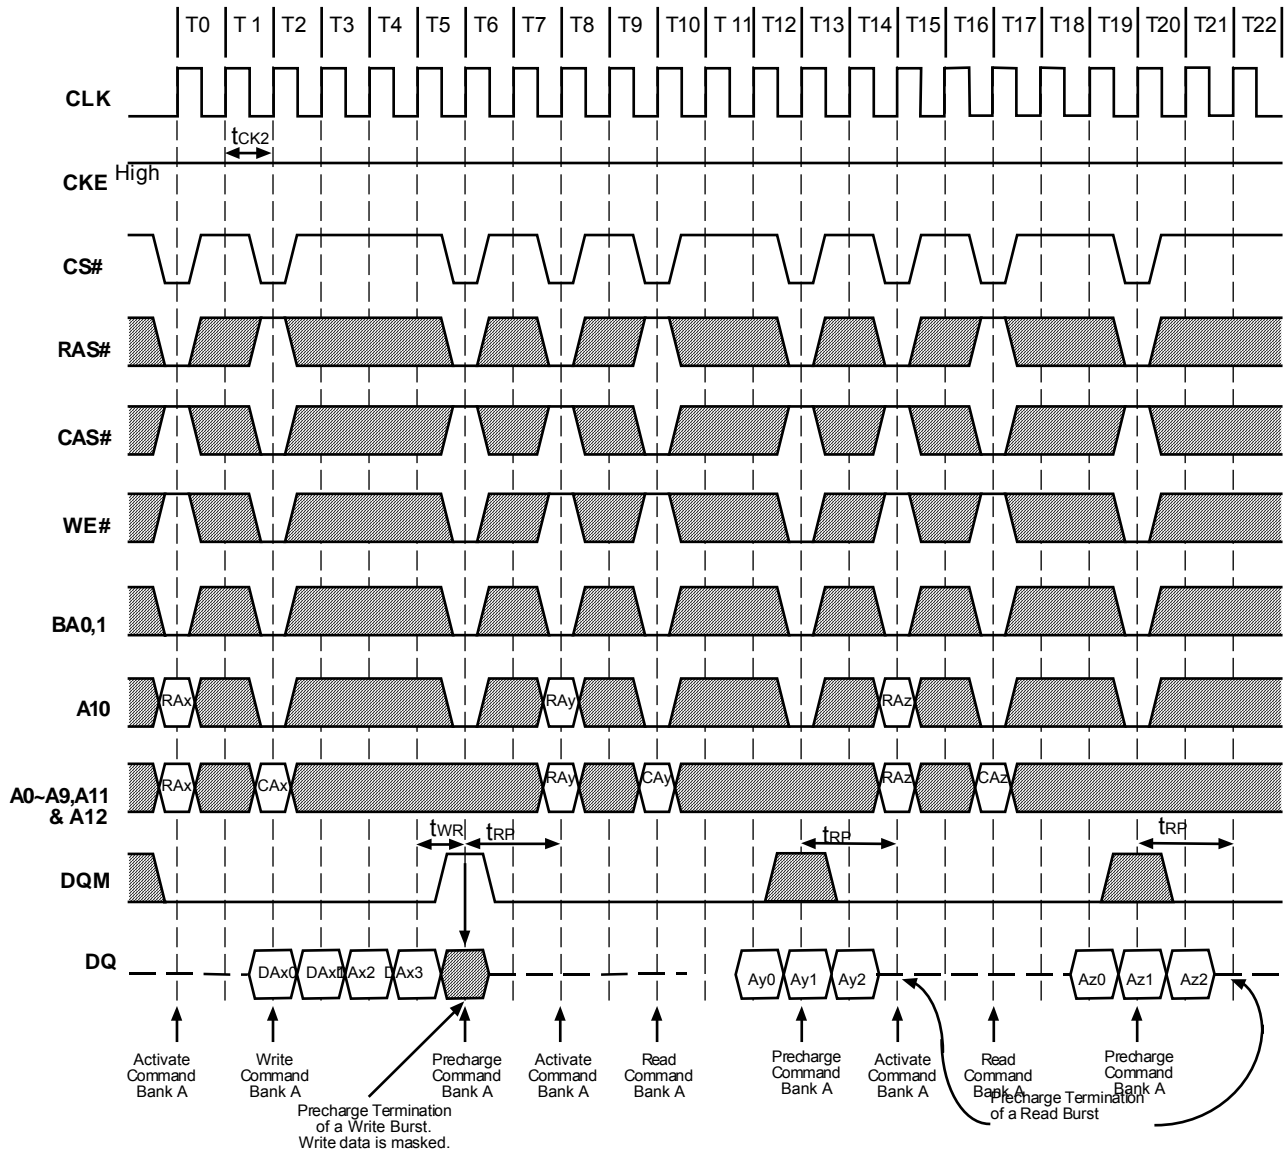 T0 T 1 T2 T3 T4 T5 T6 T7 T8 T9 T10 T 11 T12 T13 T14 T15 T16 T17 T18 T19 T20 T21 T22
CLK
tCK2
CKE High
CS#
RAS#
CAS#
WE#
BA0,1
A10 RAx RAy RAz
A0~A9,A11 RAx CAx RAy CAy RAz CAz
& A12
tWR tRP tRP tRP
DQM
DQ DAx0 DAx1 DAx2 DAx3 Ay0 Ay1 Ay2 Az0 Az1 Az2
Activate Write Precharge Activate Read Precharge Activate Read Precharge
Command Command Command Command Command Command Command Command Command
Bank A Bank A Bank A Bank A Bank A Bank A Bank A Bank A Bank A
Precharge Termination
of a Write Burst.
Write data is masked.
Precharge Termination
of a Read Burst